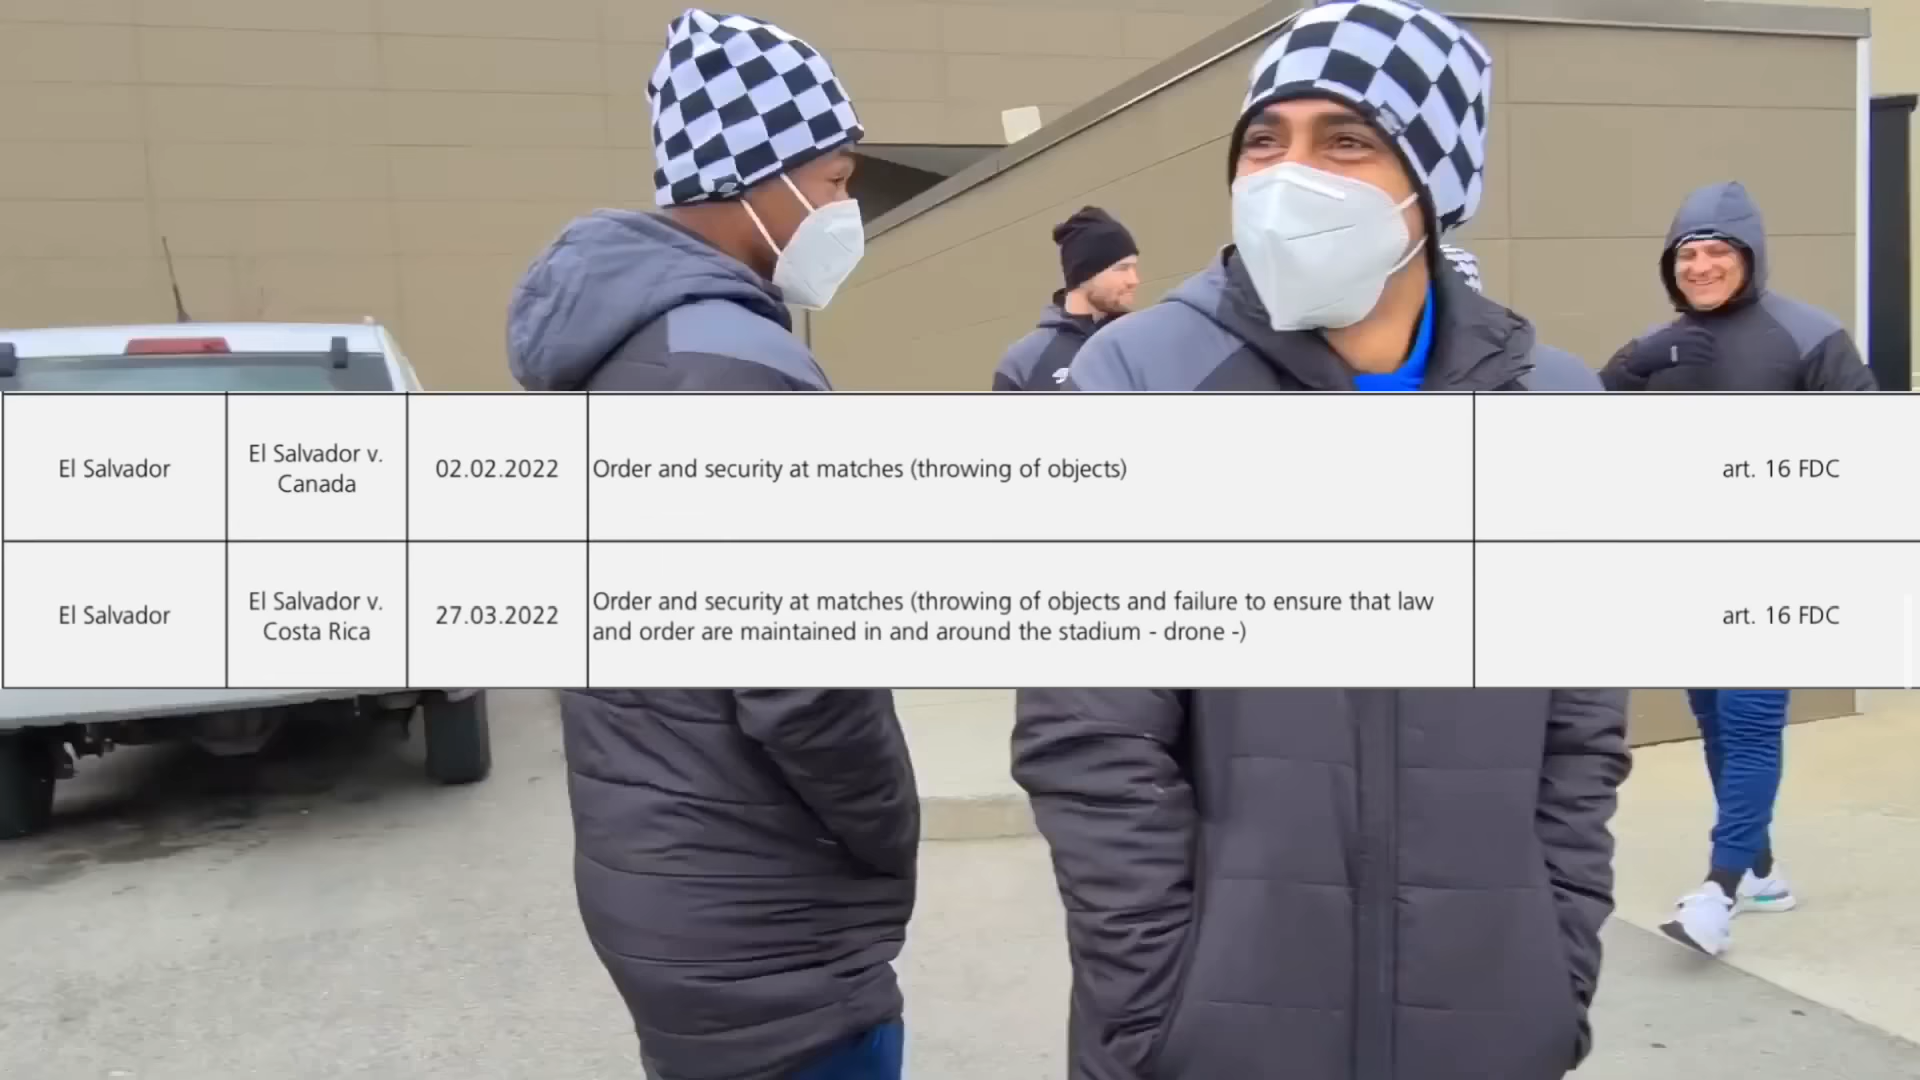 El Salvador
El Salvador v.
Canada
02.02.2022
Order and security at matches (throwing of objects)
art. 16 FDC
El Salvador
El Salvador v.
Costa Rica
27.03.2022
Order and security at matches (throwing of objects and failure to ensure that law
and order are maintained in and around the stadium - drone -)
art. 16 FDC